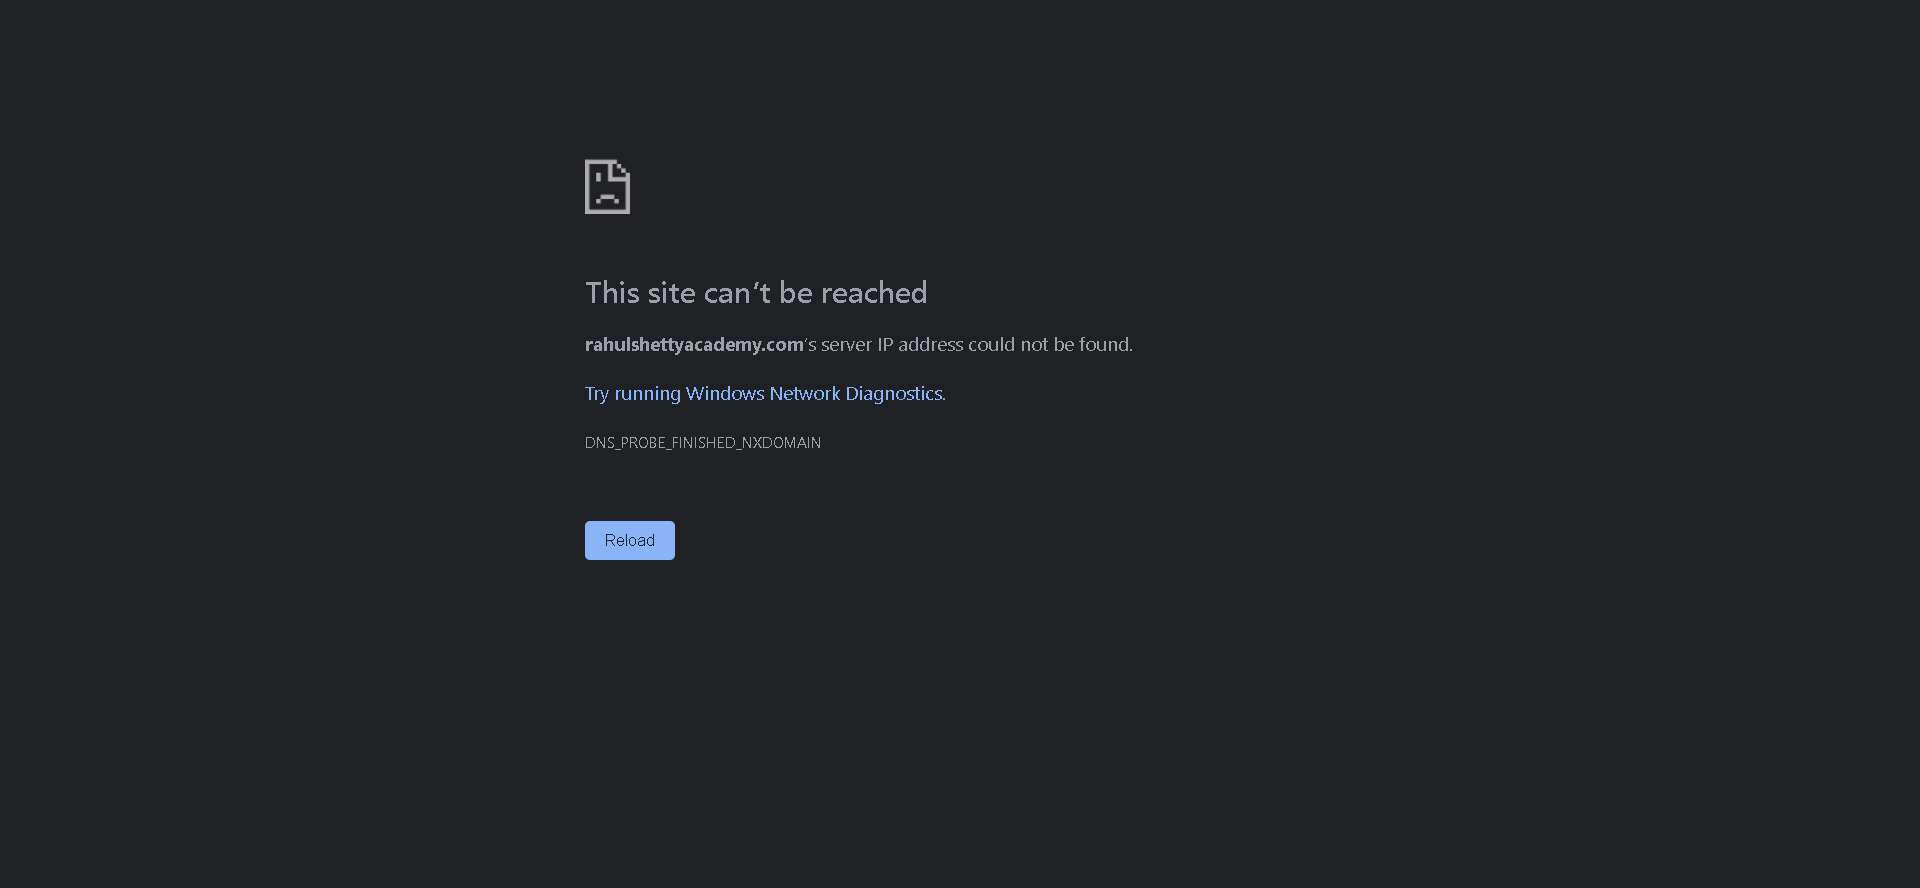 This site can’t be reached
rahulshettyacademy.com’s server IP address could not be found.
Try running Windows Network Diagnostics.
DNS_PROBE_FINISHED_NXDOMAIN
Reload